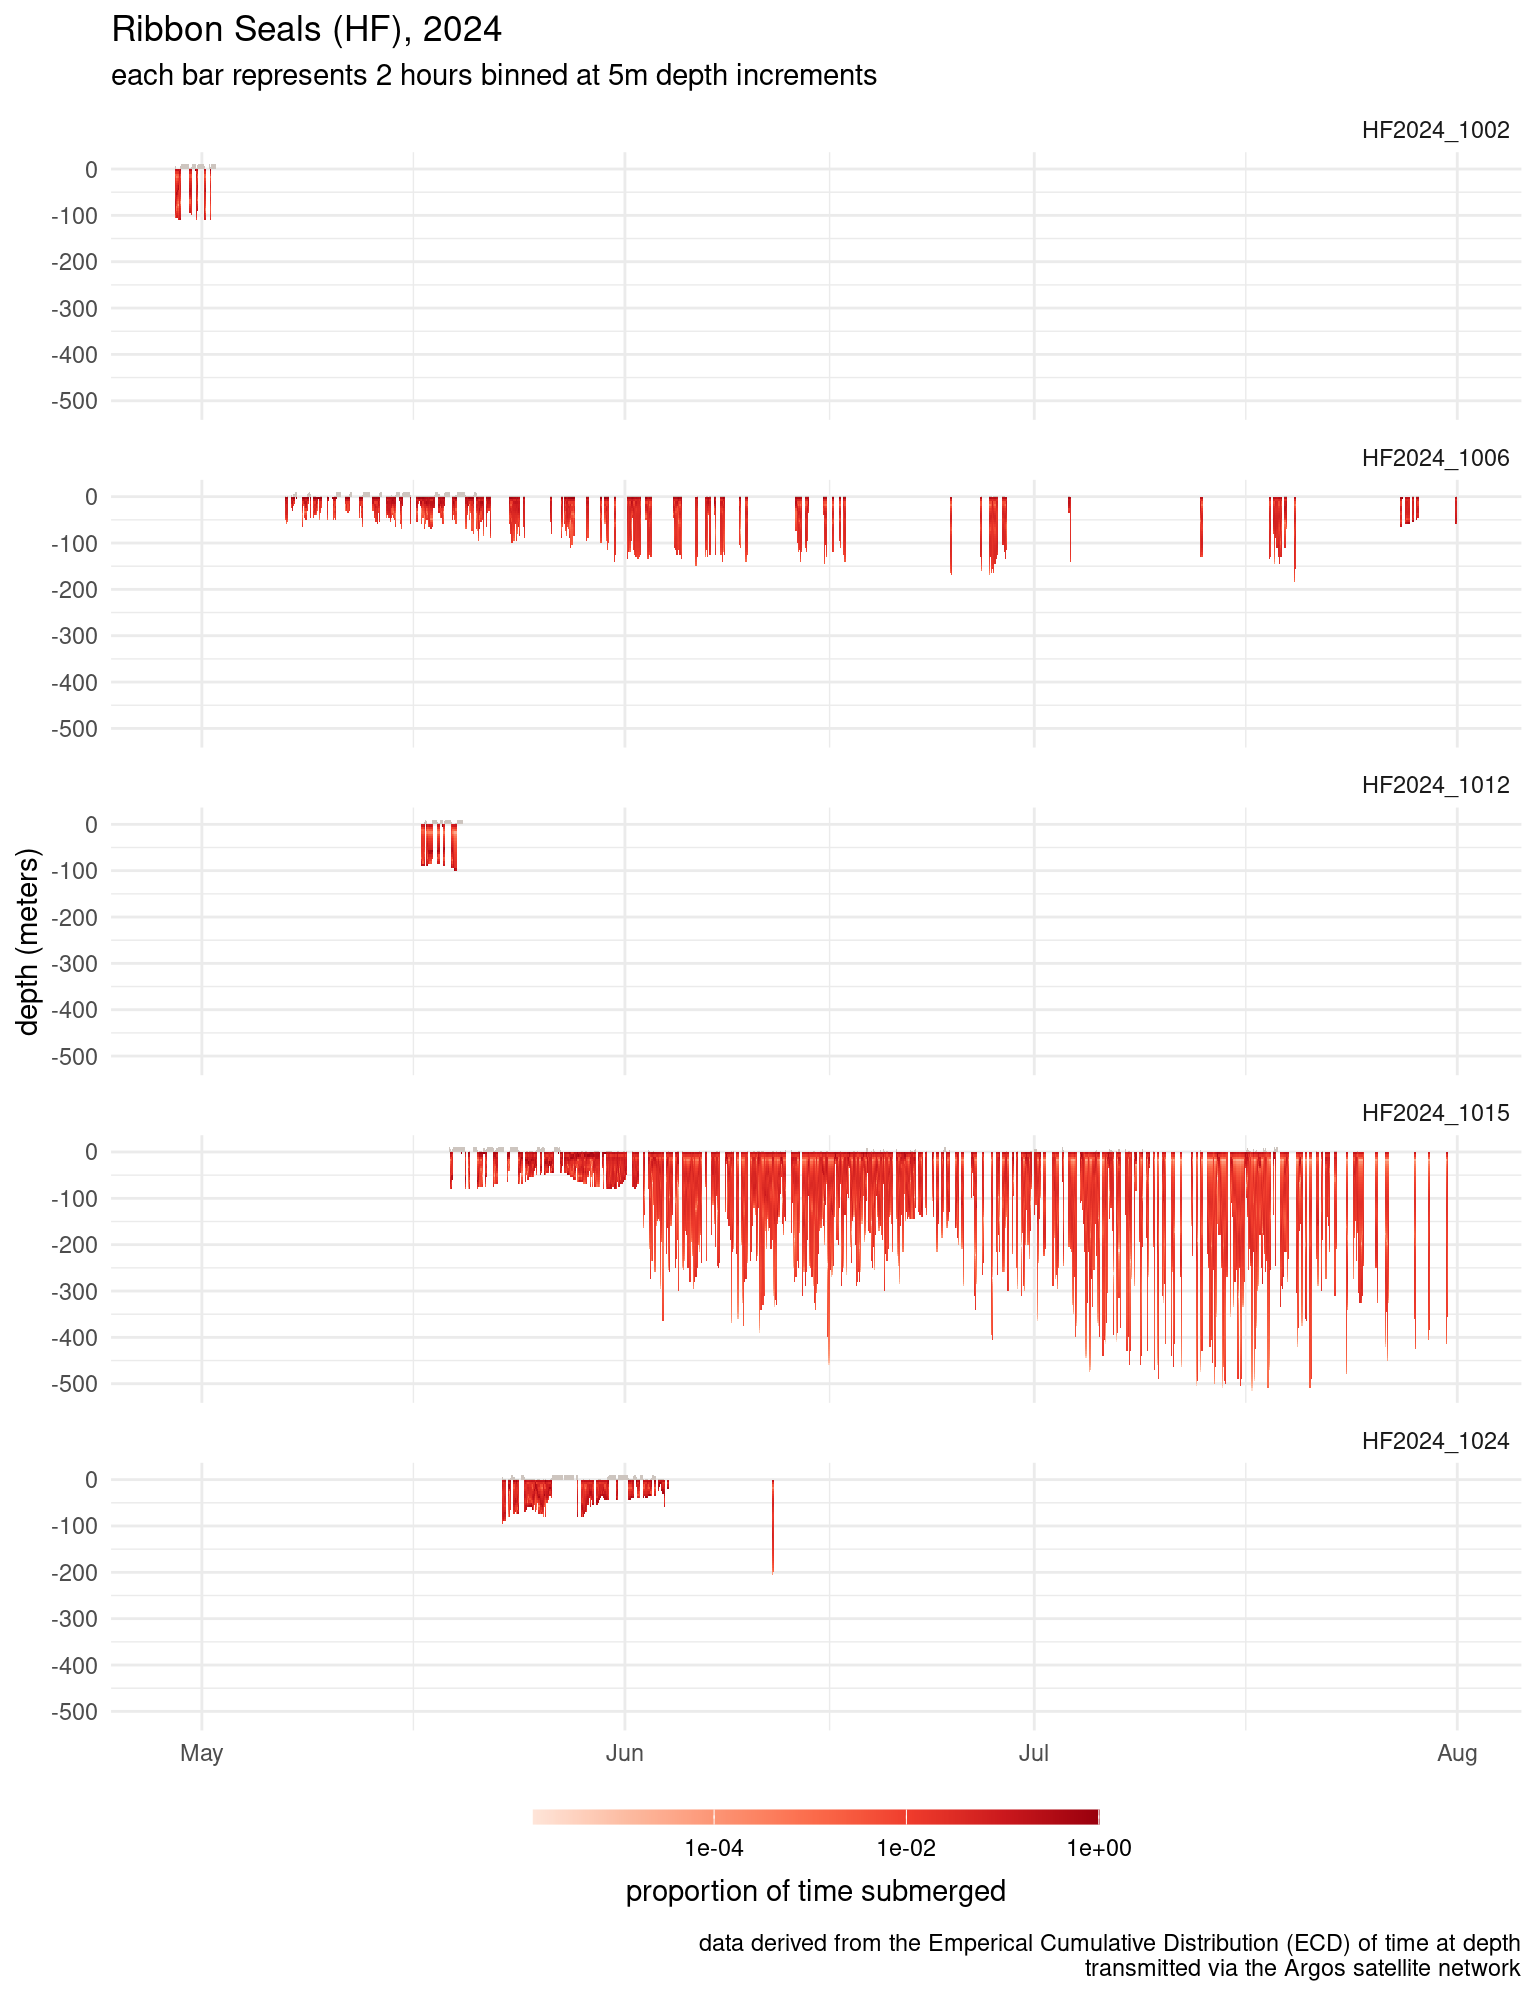 Ribbon Seals (HF), 2024
each bar represents 2 hours binned at 5m depth increments
HF2024_1002
0
-100
-200
-300
-400
-500
HF2024_1006
0
-100
-200
-300
-400
-500
HF2024_1012
0
-100
-200
-300
-400
-500
depth (meters)
HF2024_1015
0
-100
-200
-300
-400
-500
HF2024_1024
0
-100
-200
-300
-400
-500
May Jun Jul Aug
1e-04 1e-02 1e+00
proportion of time submerged
data derived from the Emperical Cumulative Distribution (ECD) of time at depth
transmitted via the Argos satellite network